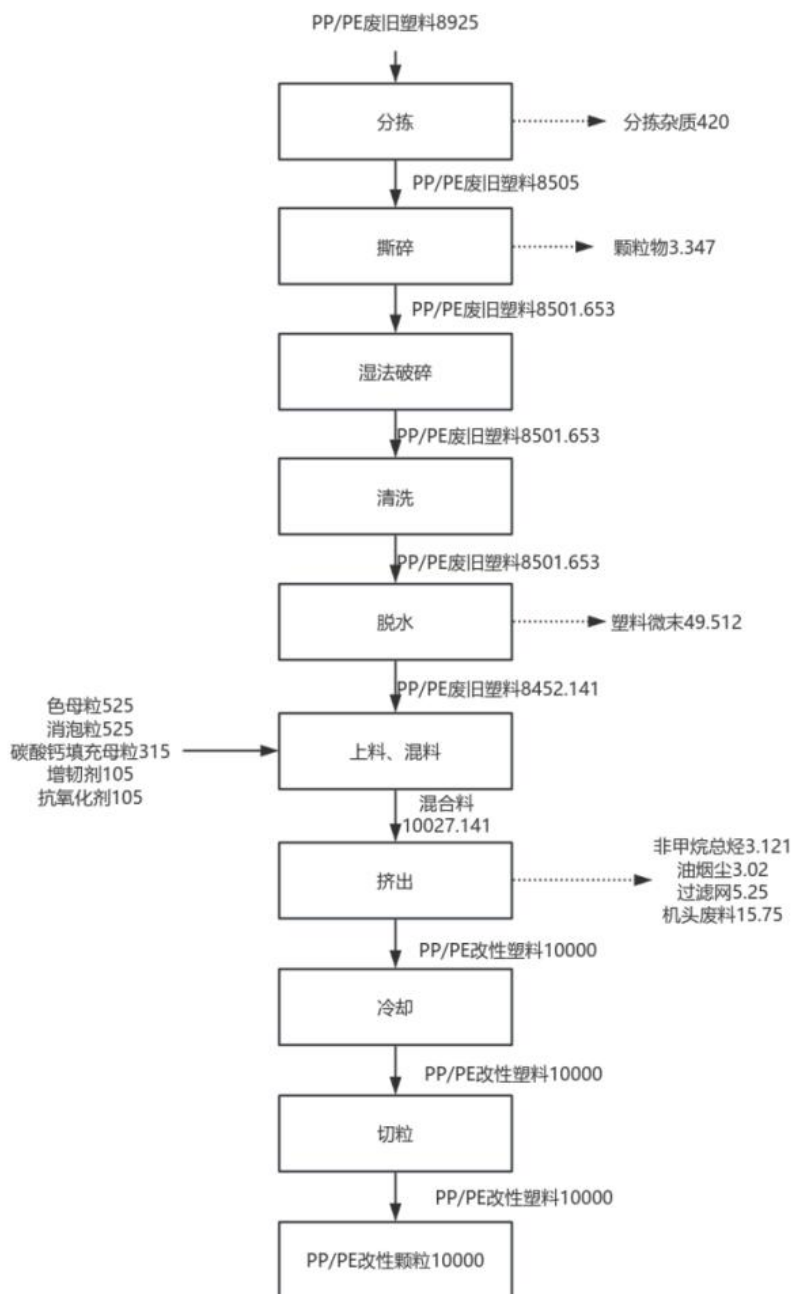 PP/PE废旧塑料8925
分拣
分拣杂质420
PP/PE废旧塑料8505
撕碎
颗粒物3.347
PP/PE废旧塑料8501.653
湿法破碎
PP/PE废旧塑料8501.653
清洗
PP/PE废旧塑料8501.653
脱水
塑料微末49.512
PP/PE废旧塑料8452.141
色母粒525
消泡粒525
碳酸钙填充母粒315
增韧剂105
抗氧化剂105
上料、混料
混合料
10027.141
挤出
非甲烷总烃3.121
油烟尘3.02
过滤网5.25
机头废料15.75
PP/PE改性塑料10000
冷却
PP/PE改性塑料10000
切粒
PP/PE改性塑料10000
PP/PE改性颗粒10000